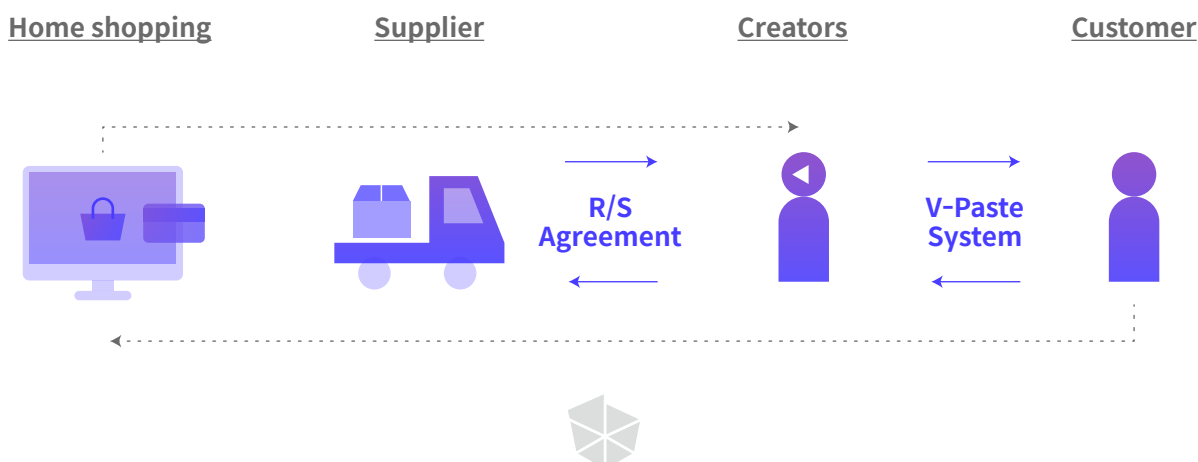 Home shopping
Supplier
Creators
Customer
R/S
Agreement
V-Paste
System